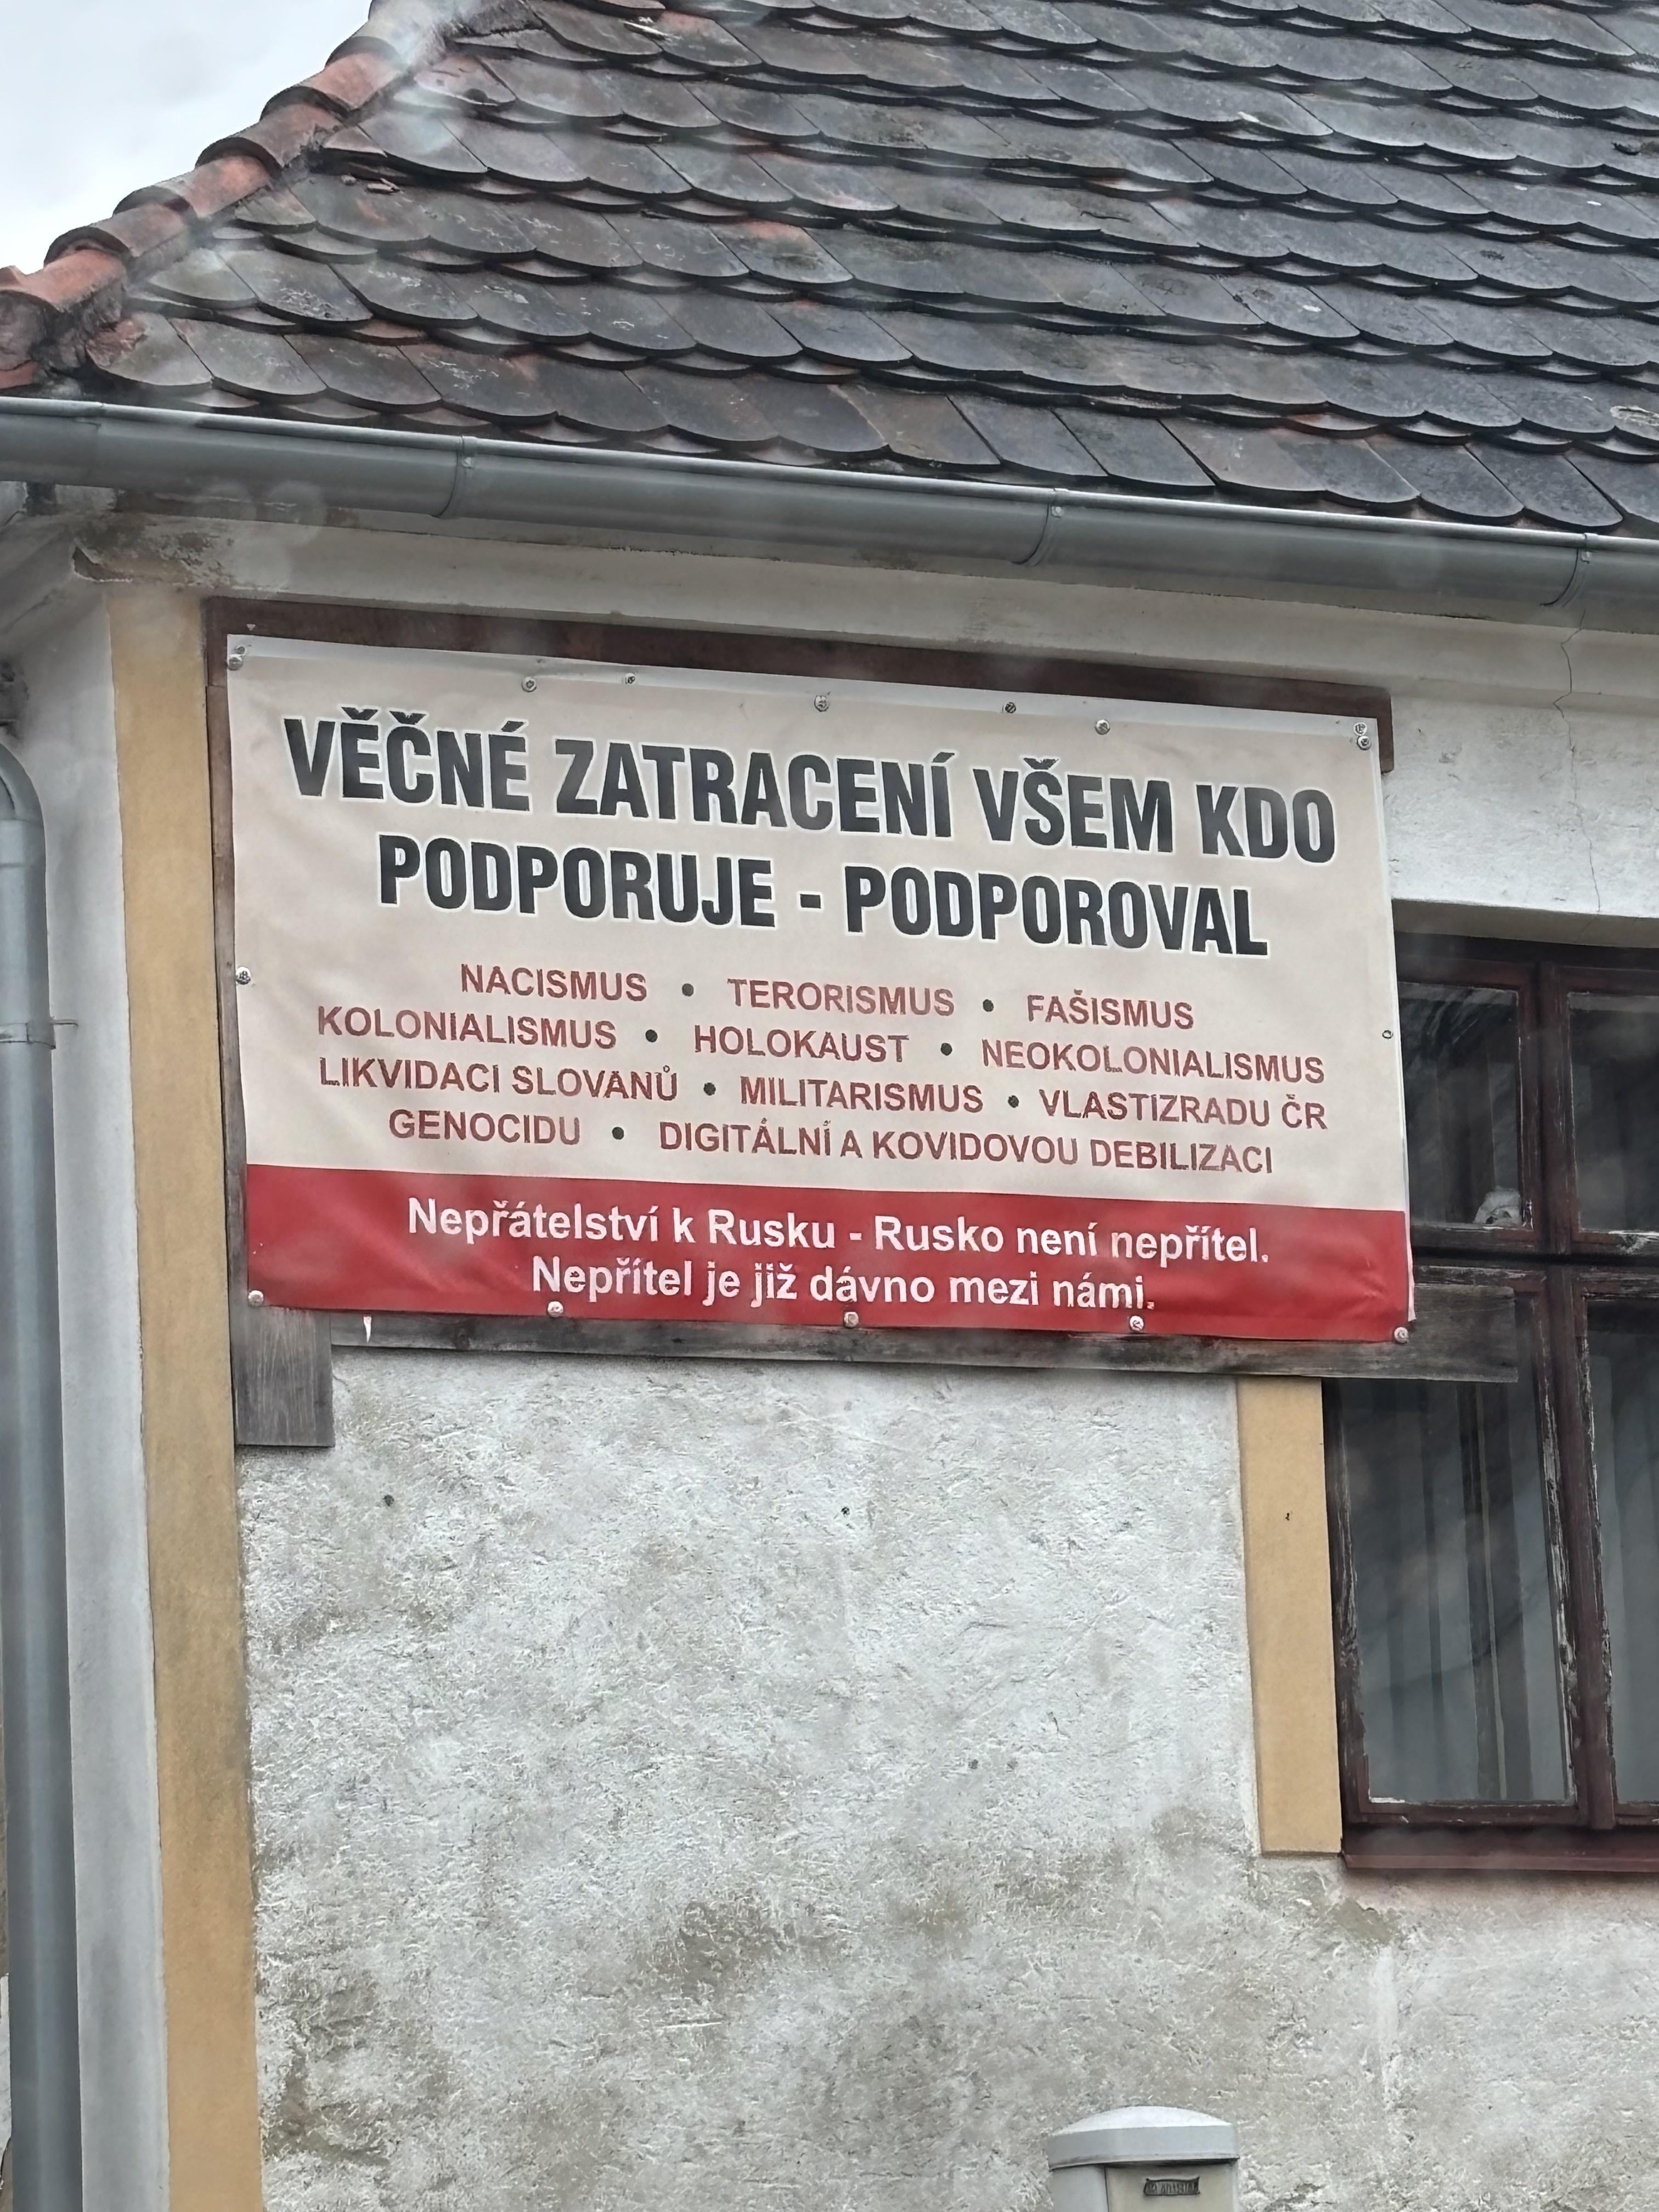 VĚČNÉ ZATRACENÍ VŠEM KDO
PODPORUJE - PODPOROVAL
NACISMUS • TERORISMUS • FAŠISMUS
KOLONIALISMUS • HOLOKAUST • NEOKOLONIALISMUS
LIKVIDACI SLOVANŮ • MILITARISMUS • VLASTIZRADU ČR
GENOCIDU • DIGITÁLNÍ A KOVIDOVOU DEBILIZACI
Nepřátelství k Rusku - Rusko není nepřítel.
Nepřítel je již dávno mezi námi.